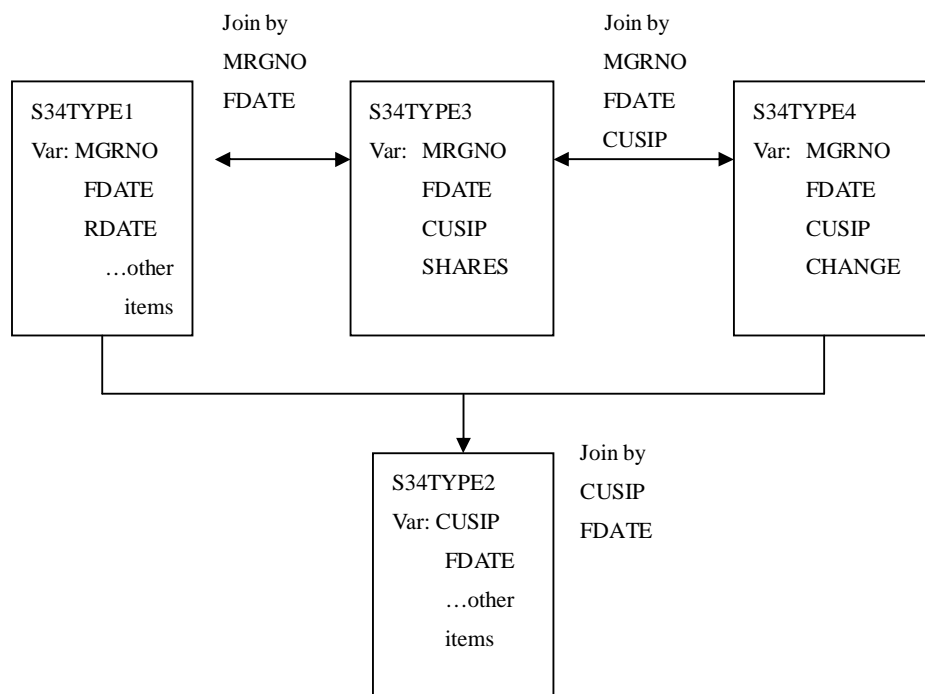 Join by
MRGNO
FDATE
Join by
MGRNO
FDATE
CUSIP
S34TYPE1
Var: MGRNO
FDATE
RDATE
…other
items
S34TYPE3
Var: MRGNO
FDATE
CUSIP
SHARES
S34TYPE4
Var: MGRNO
FDATE
CUSIP
CHANGE
S34TYPE2
Var: CUSIP
FDATE
…other
items
Join by
CUSIP
FDATE